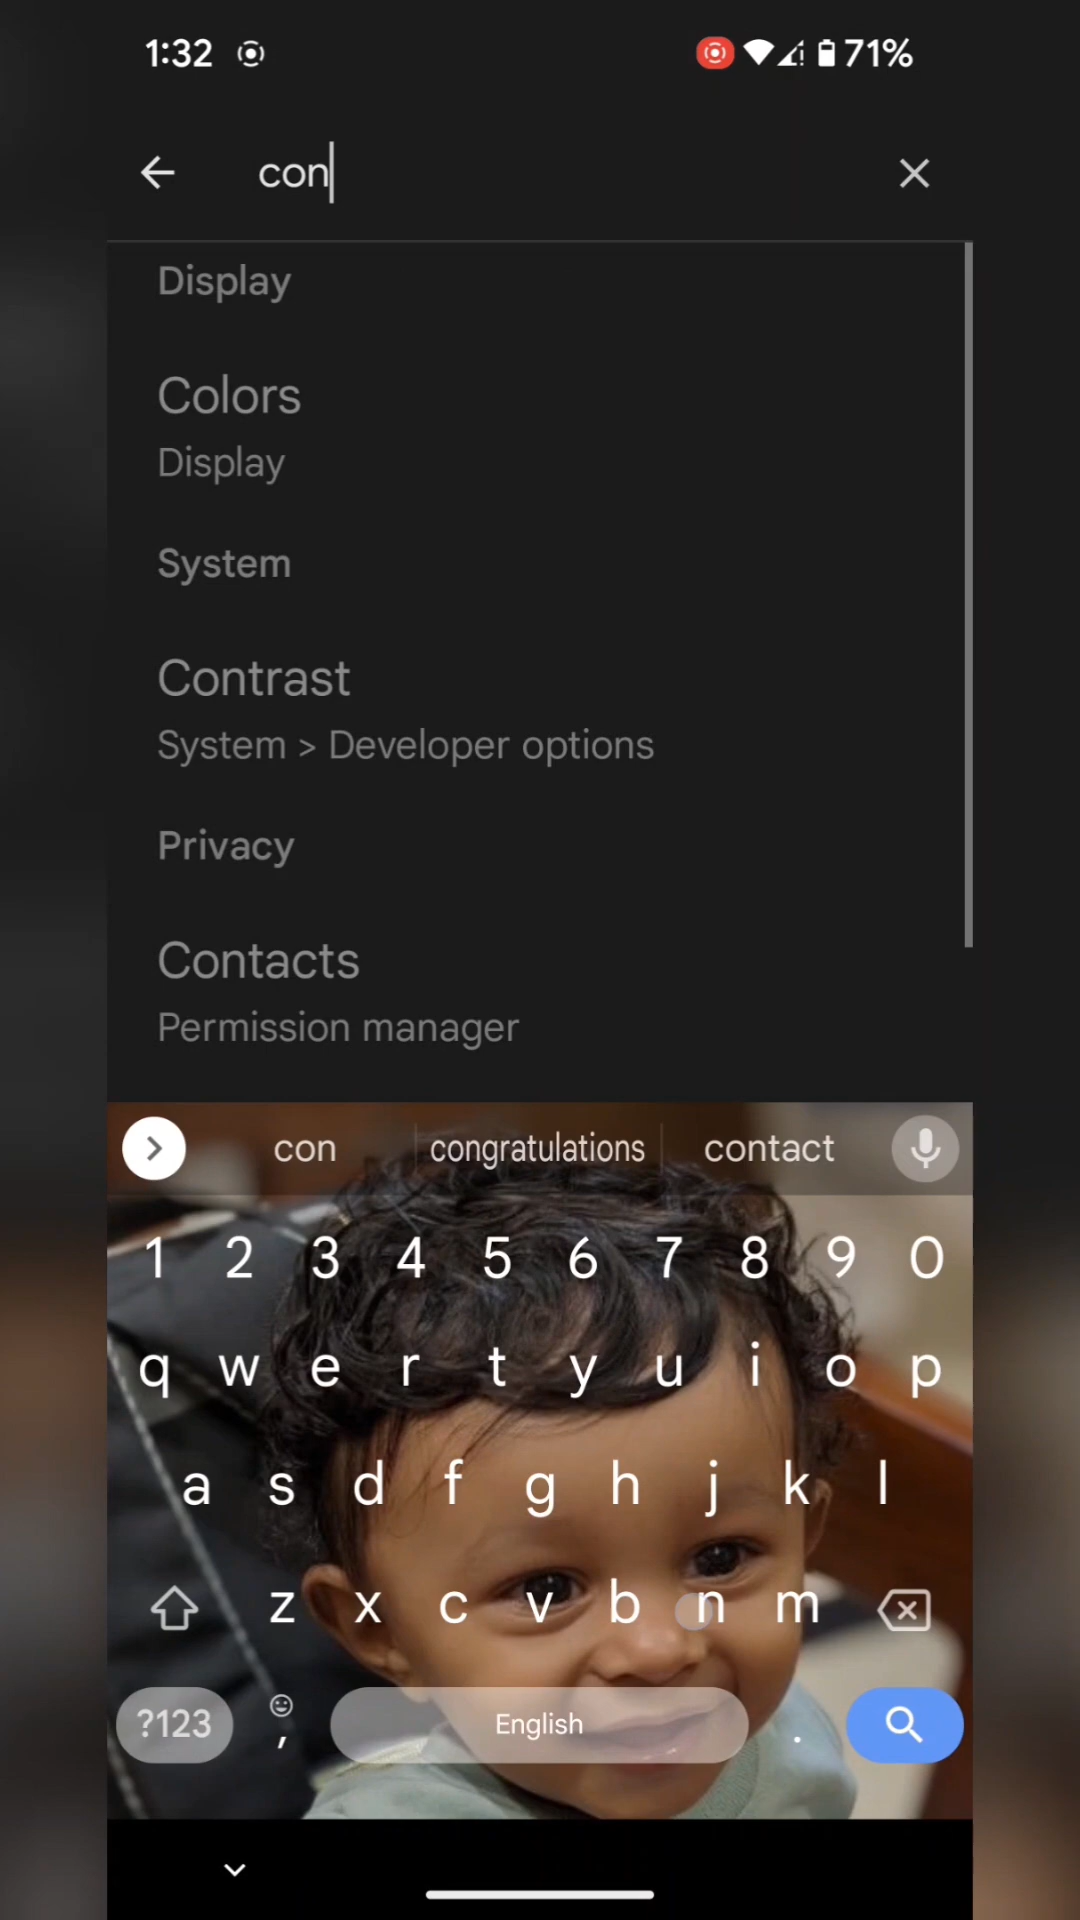 1:32 71%
con
Display
Colors
Display
System
Contrast
System > Developer options
Privacy
Contacts
Permission manager
con congratulations contact
1 2 3 4 5 6 7 8 9 0
q w e r t y u i o p
a s d f g h j k l
z x c v b n m
?123 , English .